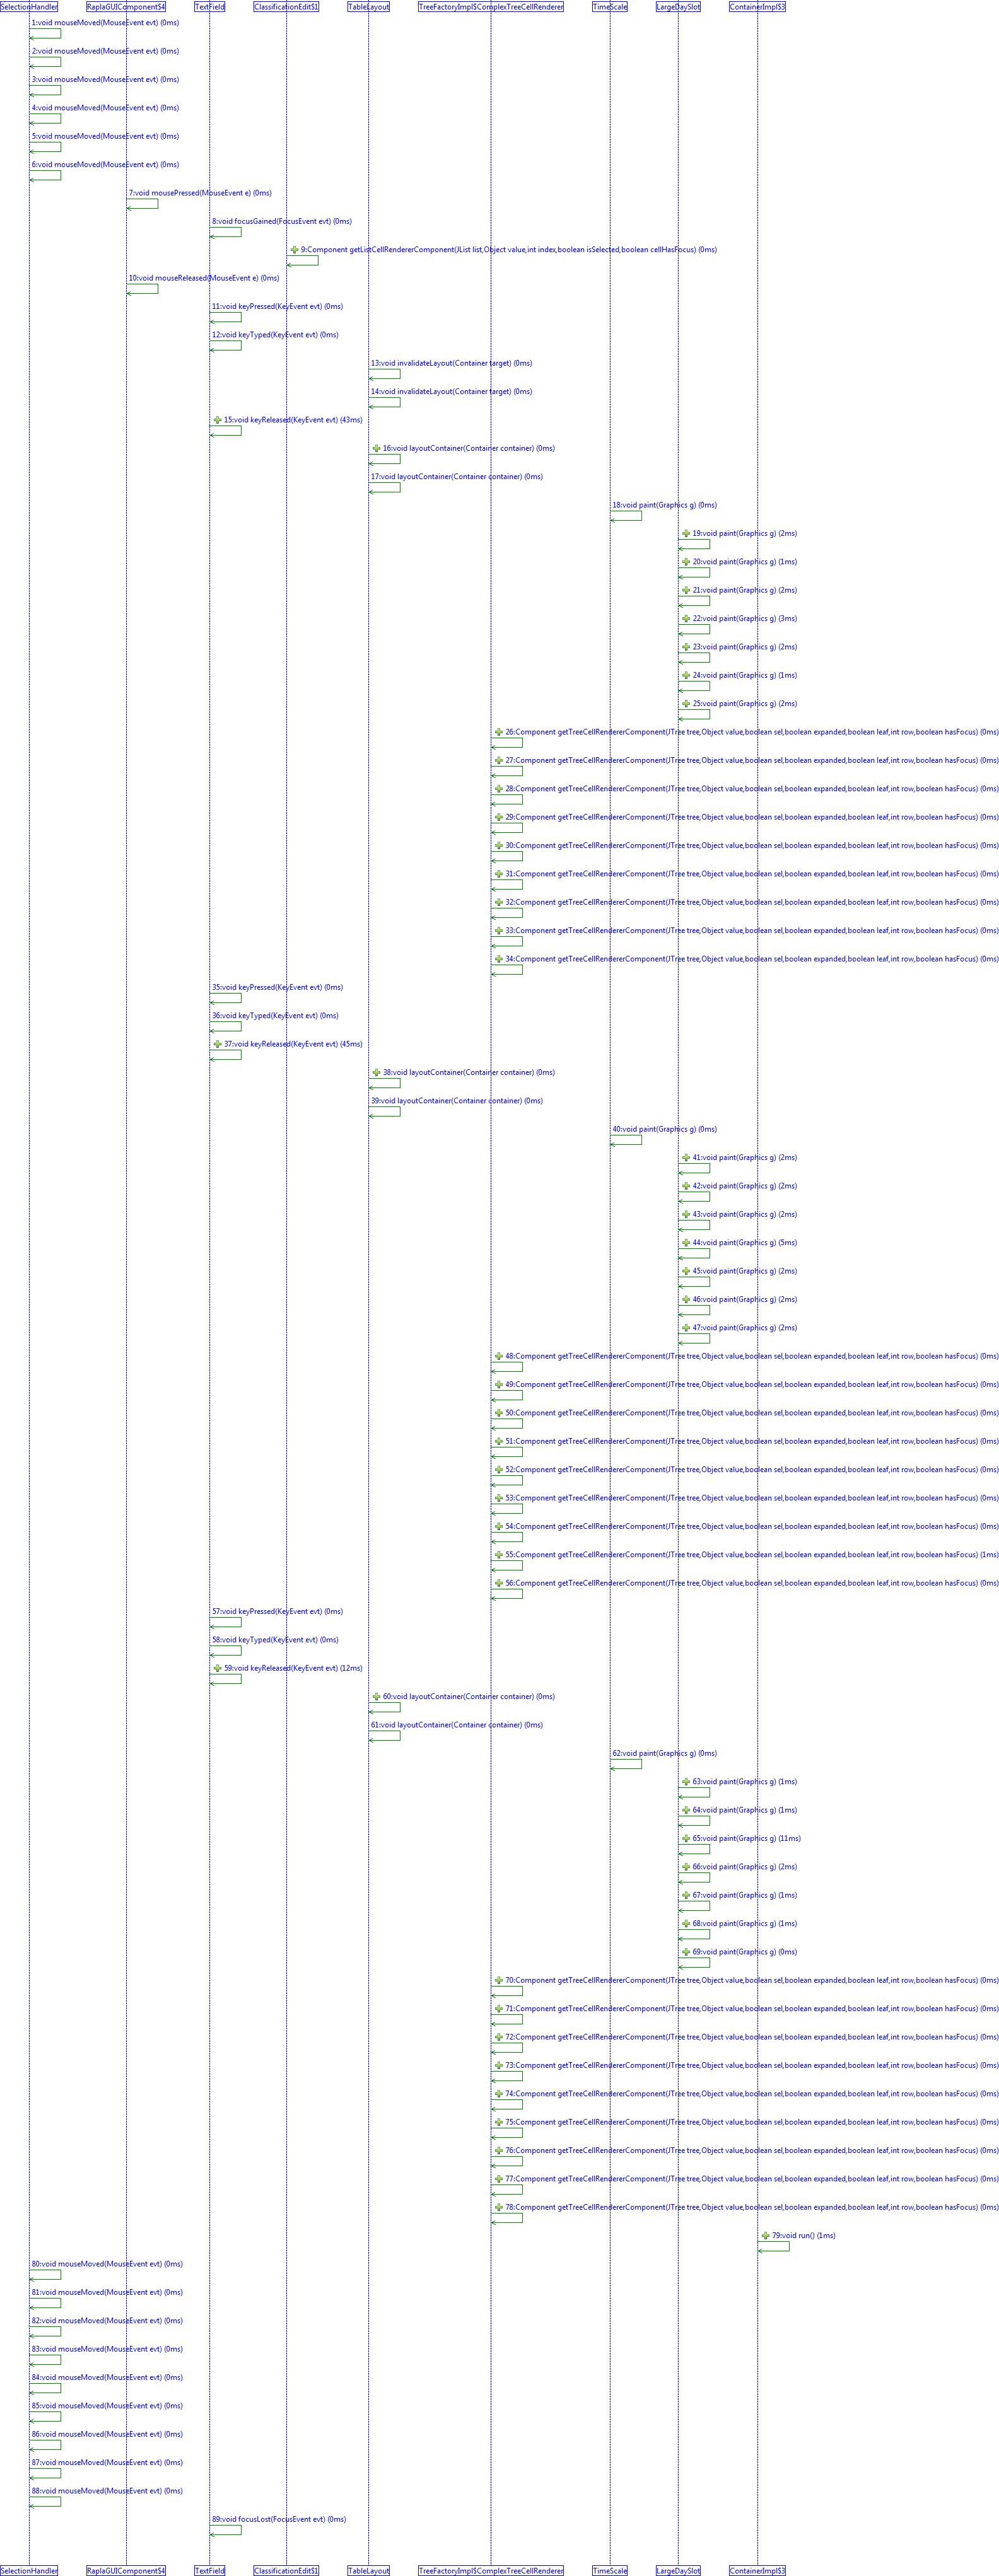 SelectionHandler
RaplaGUIComponent$4
TextField
ClassificationEdit$1
TableLayout
TreeFactoryImpl$ComplexTreeCellRenderer
TimeScale
LargeDaySlot
ContainerImpl$3
1:void mouseMoved(MouseEvent evt) (0ms)
2:void mouseMoved(MouseEvent evt) (0ms)
3:void mouseMoved(MouseEvent evt) (0ms)
4:void mouseMoved(MouseEvent evt) (0ms)
5:void mouseMoved(MouseEvent evt) (0ms)
6:void mouseMoved(MouseEvent evt) (0ms)
7:void mousePressed(MouseEvent e) (0ms)
8:void focusGained(FocusEvent evt) (0ms)
9:Component getListCellRendererComponent(JList list,Object value,int index,boolean isSelected,boolean cellHasFocus) (0ms)
10:void mouseReleased(MouseEvent e) (0ms)
11:void keyPressed(KeyEvent evt) (0ms)
12:void keyTyped(KeyEvent evt) (0ms)
13:void invalidateLayout(Container target) (0ms)
14:void invalidateLayout(Container target) (0ms)
15:void keyReleased(KeyEvent evt) (43ms)
16:void layoutContainer(Container container) (0ms)
17:void layoutContainer(Container container) (0ms)
18:void paint(Graphics g) (0ms)
19:void paint(Graphics g) (2ms)
20:void paint(Graphics g) (1ms)
21:void paint(Graphics g) (2ms)
22:void paint(Graphics g) (3ms)
23:void paint(Graphics g) (2ms)
24:void paint(Graphics g) (1ms)
25:void paint(Graphics g) (2ms)
26:Component getTreeCellRendererComponent(JTree tree,Object value,boolean sel,boolean expanded,boolean leaf,int row,boolean hasFocus) (0ms)
27:Component getTreeCellRendererComponent(JTree tree,Object value,boolean sel,boolean expanded,boolean leaf,int row,boolean hasFocus) (0ms)
28:Component getTreeCellRendererComponent(JTree tree,Object value,boolean sel,boolean expanded,boolean leaf,int row,boolean hasFocus) (0ms)
29:Component getTreeCellRendererComponent(JTree tree,Object value,boolean sel,boolean expanded,boolean leaf,int row,boolean hasFocus) (0ms)
30:Component getTreeCellRendererComponent(JTree tree,Object value,boolean sel,boolean expanded,boolean leaf,int row,boolean hasFocus) (0ms)
31:Component getTreeCellRendererComponent(JTree tree,Object value,boolean sel,boolean expanded,boolean leaf,int row,boolean hasFocus) (0ms)
32:Component getTreeCellRendererComponent(JTree tree,Object value,boolean sel,boolean expanded,boolean leaf,int row,boolean hasFocus) (0ms)
33:Component getTreeCellRendererComponent(JTree tree,Object value,boolean sel,boolean expanded,boolean leaf,int row,boolean hasFocus) (0ms)
34:Component getTreeCellRendererComponent(JTree tree,Object value,boolean sel,boolean expanded,boolean leaf,int row,boolean hasFocus) (0ms)
35:void keyPressed(KeyEvent evt) (0ms)
36:void keyTyped(KeyEvent evt) (0ms)
37:void keyReleased(KeyEvent evt) (45ms)
38:void layoutContainer(Container container) (0ms)
39:void layoutContainer(Container container) (0ms)
40:void paint(Graphics g) (0ms)
41:void paint(Graphics g) (2ms)
42:void paint(Graphics g) (2ms)
43:void paint(Graphics g) (2ms)
44:void paint(Graphics g) (5ms)
45:void paint(Graphics g) (2ms)
46:void paint(Graphics g) (2ms)
47:void paint(Graphics g) (2ms)
48:Component getTreeCellRendererComponent(JTree tree,Object value,boolean sel,boolean expanded,boolean leaf,int row,boolean hasFocus) (0ms)
49:Component getTreeCellRendererComponent(JTree tree,Object value,boolean sel,boolean expanded,boolean leaf,int row,boolean hasFocus) (0ms)
50:Component getTreeCellRendererComponent(JTree tree,Object value,boolean sel,boolean expanded,boolean leaf,int row,boolean hasFocus) (0ms)
51:Component getTreeCellRendererComponent(JTree tree,Object value,boolean sel,boolean expanded,boolean leaf,int row,boolean hasFocus) (0ms)
52:Component getTreeCellRendererComponent(JTree tree,Object value,boolean sel,boolean expanded,boolean leaf,int row,boolean hasFocus) (0ms)
53:Component getTreeCellRendererComponent(JTree tree,Object value,boolean sel,boolean expanded,boolean leaf,int row,boolean hasFocus) (0ms)
54:Component getTreeCellRendererComponent(JTree tree,Object value,boolean sel,boolean expanded,boolean leaf,int row,boolean hasFocus) (0ms)
55:Component getTreeCellRendererComponent(JTree tree,Object value,boolean sel,boolean expanded,boolean leaf,int row,boolean hasFocus) (1ms)
56:Component getTreeCellRendererComponent(JTree tree,Object value,boolean sel,boolean expanded,boolean leaf,int row,boolean hasFocus) (0ms)
57:void keyPressed(KeyEvent evt) (0ms)
58:void keyTyped(KeyEvent evt) (0ms)
59:void keyReleased(KeyEvent evt) (12ms)
60:void layoutContainer(Container container) (0ms)
61:void layoutContainer(Container container) (0ms)
62:void paint(Graphics g) (0ms)
63:void paint(Graphics g) (1ms)
64:void paint(Graphics g) (1ms)
65:void paint(Graphics g) (11ms)
66:void paint(Graphics g) (2ms)
67:void paint(Graphics g) (1ms)
68:void paint(Graphics g) (1ms)
69:void paint(Graphics g) (0ms)
70:Component getTreeCellRendererComponent(JTree tree,Object value,boolean sel,boolean expanded,boolean leaf,int row,boolean hasFocus) (0ms)
71:Component getTreeCellRendererComponent(JTree tree,Object value,boolean sel,boolean expanded,boolean leaf,int row,boolean hasFocus) (0ms)
72:Component getTreeCellRendererComponent(JTree tree,Object value,boolean sel,boolean expanded,boolean leaf,int row,boolean hasFocus) (0ms)
73:Component getTreeCellRendererComponent(JTree tree,Object value,boolean sel,boolean expanded,boolean leaf,int row,boolean hasFocus) (0ms)
74:Component getTreeCellRendererComponent(JTree tree,Object value,boolean sel,boolean expanded,boolean leaf,int row,boolean hasFocus) (0ms)
75:Component getTreeCellRendererComponent(JTree tree,Object value,boolean sel,boolean expanded,boolean leaf,int row,boolean hasFocus) (0ms)
76:Component getTreeCellRendererComponent(JTree tree,Object value,boolean sel,boolean expanded,boolean leaf,int row,boolean hasFocus) (0ms)
77:Component getTreeCellRendererComponent(JTree tree,Object value,boolean sel,boolean expanded,boolean leaf,int row,boolean hasFocus) (0ms)
78:Component getTreeCellRendererComponent(JTree tree,Object value,boolean sel,boolean expanded,boolean leaf,int row,boolean hasFocus) (0ms)
79:void run() (1ms)
80:void mouseMoved(MouseEvent evt) (0ms)
81:void mouseMoved(MouseEvent evt) (0ms)
82:void mouseMoved(MouseEvent evt) (0ms)
83:void mouseMoved(MouseEvent evt) (0ms)
84:void mouseMoved(MouseEvent evt) (0ms)
85:void mouseMoved(MouseEvent evt) (0ms)
86:void mouseMoved(MouseEvent evt) (0ms)
87:void mouseMoved(MouseEvent evt) (0ms)
88:void mouseMoved(MouseEvent evt) (0ms)
89:void focusLost(FocusEvent evt) (0ms)
SelectionHandler
RaplaGUIComponent$4
TextField
ClassificationEdit$1
TableLayout
TreeFactoryImpl$ComplexTreeCellRenderer
TimeScale
LargeDaySlot
ContainerImpl$3